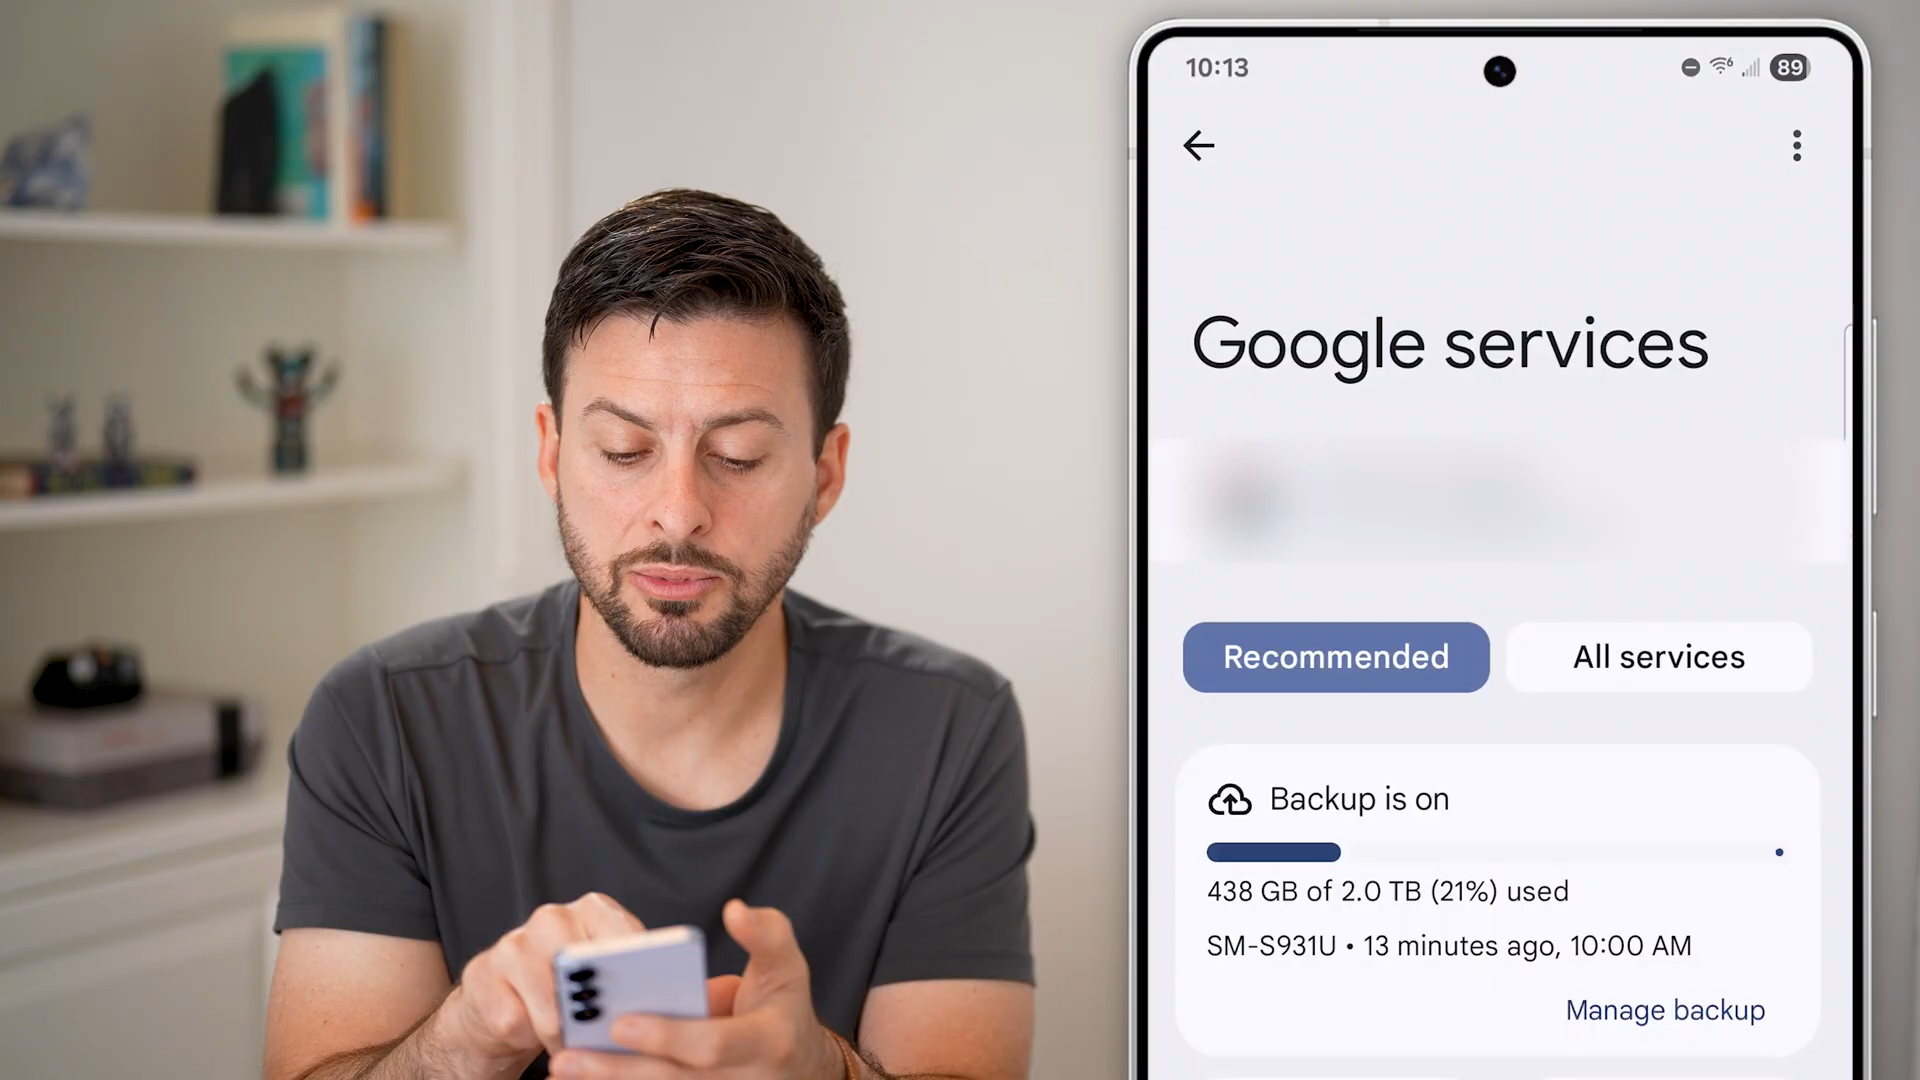 10:13
6
89
Google services
Recommended
All services
Backup is on
438 GB of 2.0 TB (21%) used
SM-S931U • 13 minutes ago, 10:00 AM
Manage backup